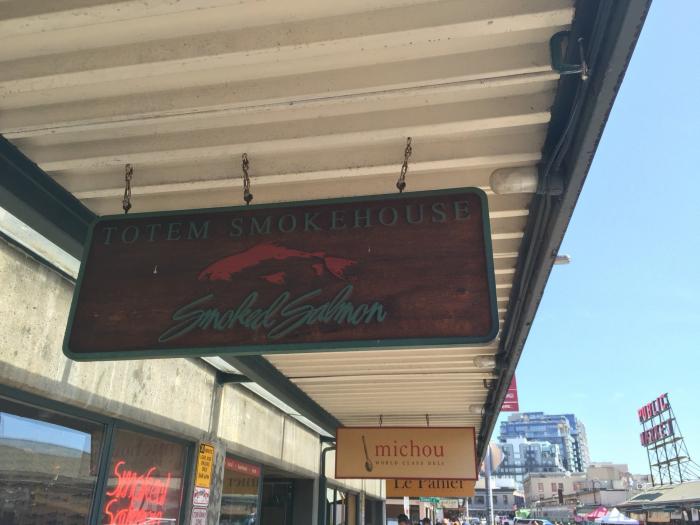 TOTEM SMOKEHOUSE
Smoked Salmon
michou
WORLD CLASS DELI
Le Panier
PUBLIC
MARKET
Smoked
Salmon